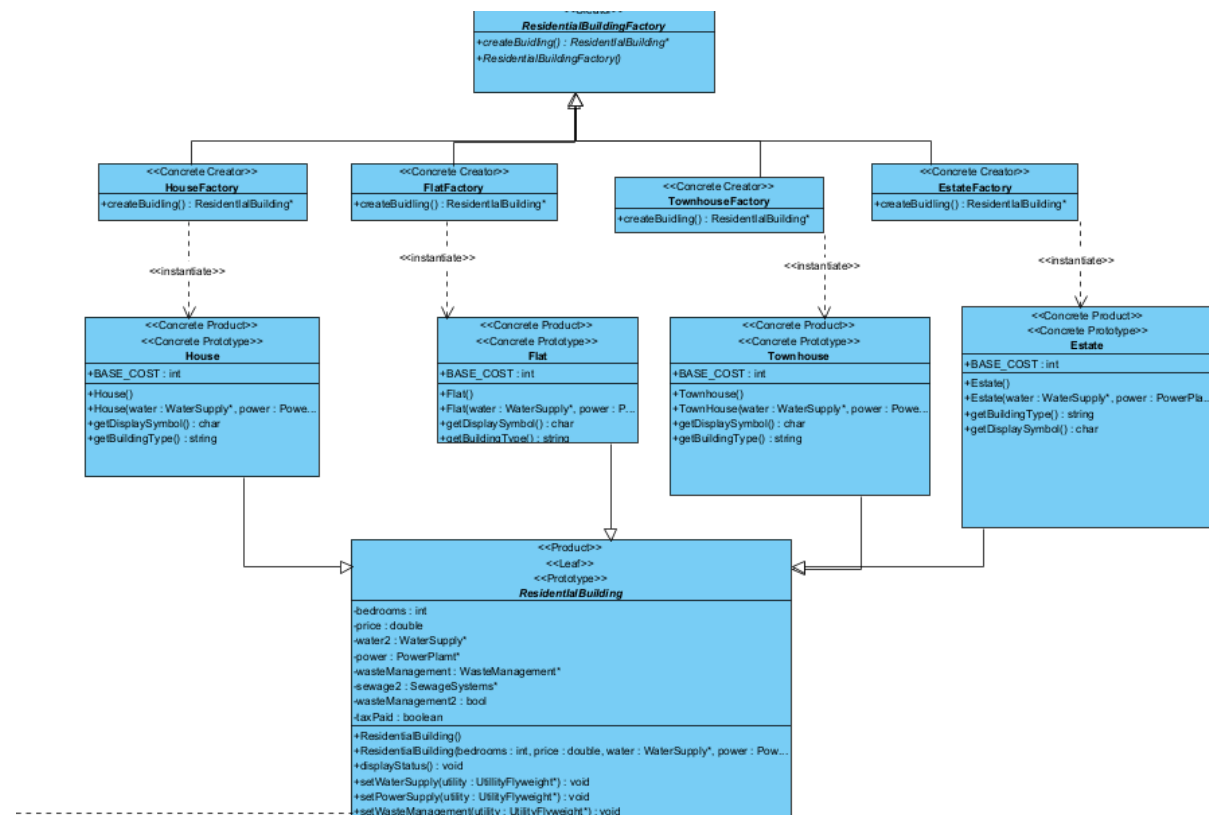 ResidentialBuildingFactory
+createBuidling() : ResidentialBuilding*
+ResidentialBuildingFactory()
<<Concrete Creator>>
HouseFactory
+createBuidling() : ResidentialBuilding*
<<Concrete Creator>>
FlatFactory
+createBuidling() : ResidentialBuilding*
<<Concrete Creator>>
TownhouseFactory
+createBuidling() : ResidentialBuilding*
<<Concrete Creator>>
EstateFactory
+createBuidling() : ResidentialBuilding*
<<instantiate>>
<<instantiate>>
<<instantiate>>
<<instantiate>>
<<Concrete Product>>
<<Concrete Prototype>>
House
+BASE_COST : int
+House()
+House(water : WaterSupply*, power : Powe...
+getDisplaySymbol() : char
+getBuildingType() : string
<<Concrete Product>>
<<Concrete Prototype>>
Flat
+BASE_COST : int
+Flat()
+Flat(water : WaterSupply*, power : P...
+getDisplaySymbol() : char
+getBuildingType() : string
<<Concrete Product>>
<<Concrete Prototype>>
Townhouse
+BASE_COST : int
+Townhouse()
+TownHouse(water : WaterSupply*, power : Powe...
+getDisplaySymbol() : char
+getBuildingType() : string
<<Concrete Product>>
<<Concrete Prototype>>
Estate
+BASE_COST : int
+Estate()
+Estate(water : WaterSupply*, power : PowerPla...
+getBuildingType() : string
+getDisplaySymbol() : char
<<Product>>
<<Leaf>>
<<Prototype>>
ResidentialBuilding
-bedrooms : int
-price : double
-water2 : WaterSupply*
-power : PowerPlamt*
-wasteManagement : WasteManagement*
-sewage2 : SewageSystems*
-wasteManagement2 : bool
-taxPaid : boolean
+ResidentialBuilding()
+ResidentialBuilding(bedrooms : int, price : double, water : WaterSupply*, power : Pow...
+displayStatus() : void
+setWaterSupply(utility : UtillityFlyweight*) : void
+setPowerSupply(utility : UtilityFlyweight*) : void
+setWasteManagement(utility : UtilityFlyweight*) : void